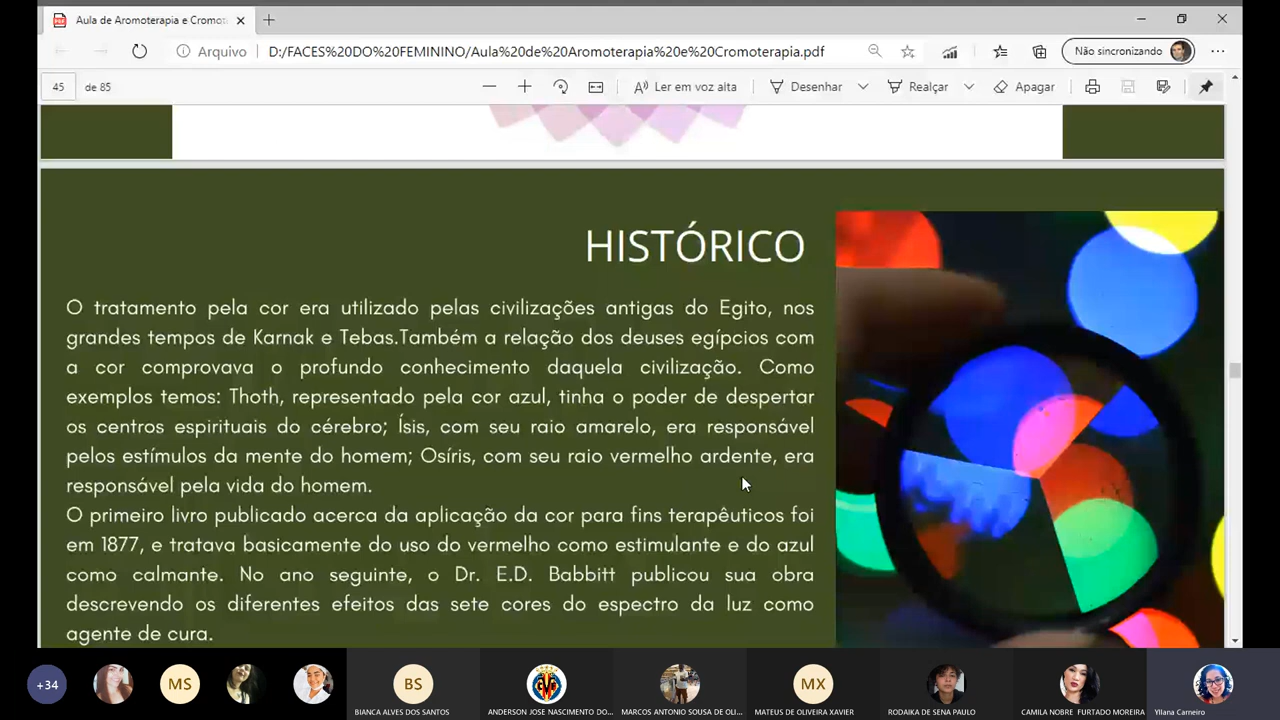 Aula de Aromoterapia e Cromot
Arquivo D:/FACES%20DO%20FEMININO/Aula%20de%20Aromoterapia%20e%20Cromoterapia.pdf Não sincronizando
45 de 85 Ler em voz alta Desenhar Realçar Apagar
HISTÓRICO
O tratamento pela cor era utilizado pelas civilizações antigas do Egito, nos
grandes tempos de Karnak e Tebas.Também a relação dos deuses egípcios com
a cor comprovava o profundo conhecimento daquela civilização. Como
exemplos temos: Thoth, representado pela cor azul, tinha o poder de despertar
os centros espirituais do cérebro; Ísis, com seu raio amarelo, era responsável
pelos estímulos da mente do homem; Osíris, com seu raio vermelho ardente, era
responsável pela vida do homem.
O primeiro livro publicado acerca da aplicação da cor para fins terapêuticos foi
em 1877, e tratava basicamente do uso do vermelho como estimulante e do azul
como calmante. No ano seguinte, o Dr. E.D. Babbitt publicou sua obra
descrevendo os diferentes efeitos das sete cores do espectro da luz como
agente de cura.
+34 MS BS MX
BIANCA ALVES DOS SANTOS ANDERSON JOSE NASCIMENTO DO... MARCOS ANTONIO SOUSA DE OLI... MATEUS DE OLIVEIRA XAVIER RODAIKA DE SENA PAULO CAMILA NOBRE FURTADO MOREIRA Yllana Carneiro